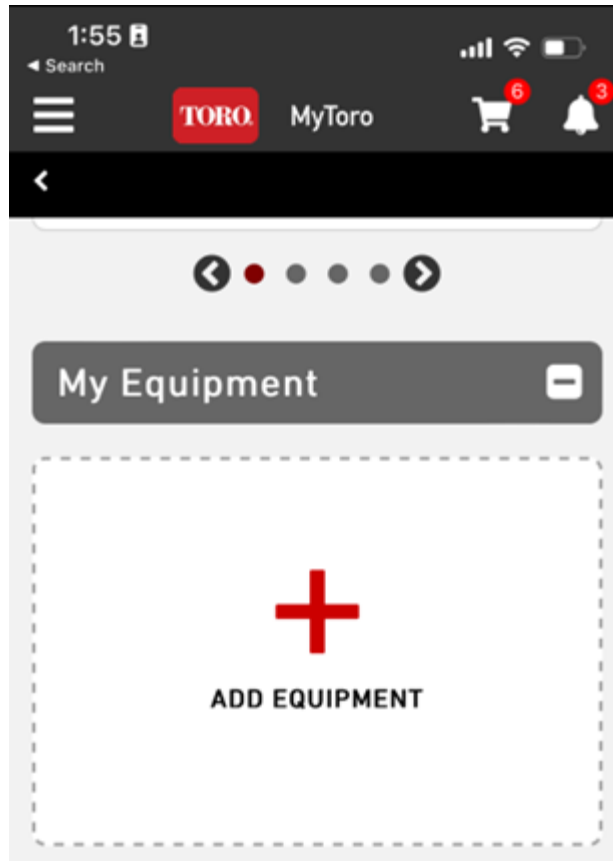 1:55
◄ Search
TORO. MyToro 6 3
My Equipment
ADD EQUIPMENT